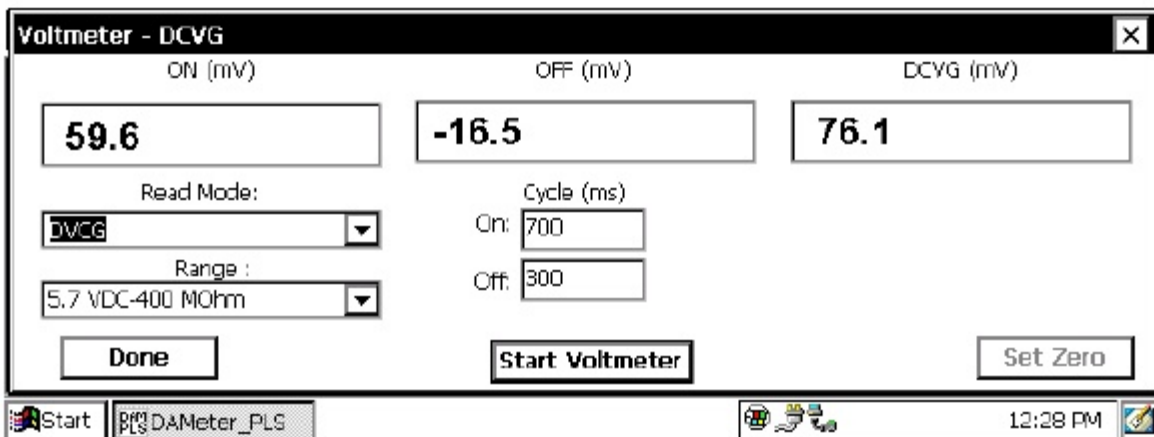 Voltmeter - DCVG
ON (mV) OFF (mV) DCVG (mV)
59.6 -16.5 76.1
Read Mode: Cycle (ms)
DVCG On: 700
Range : Off: 300
5.7 VDC-400 MOhm
Done Start Voltmeter Set Zero
Start DAMeter_PLS 12:28 PM